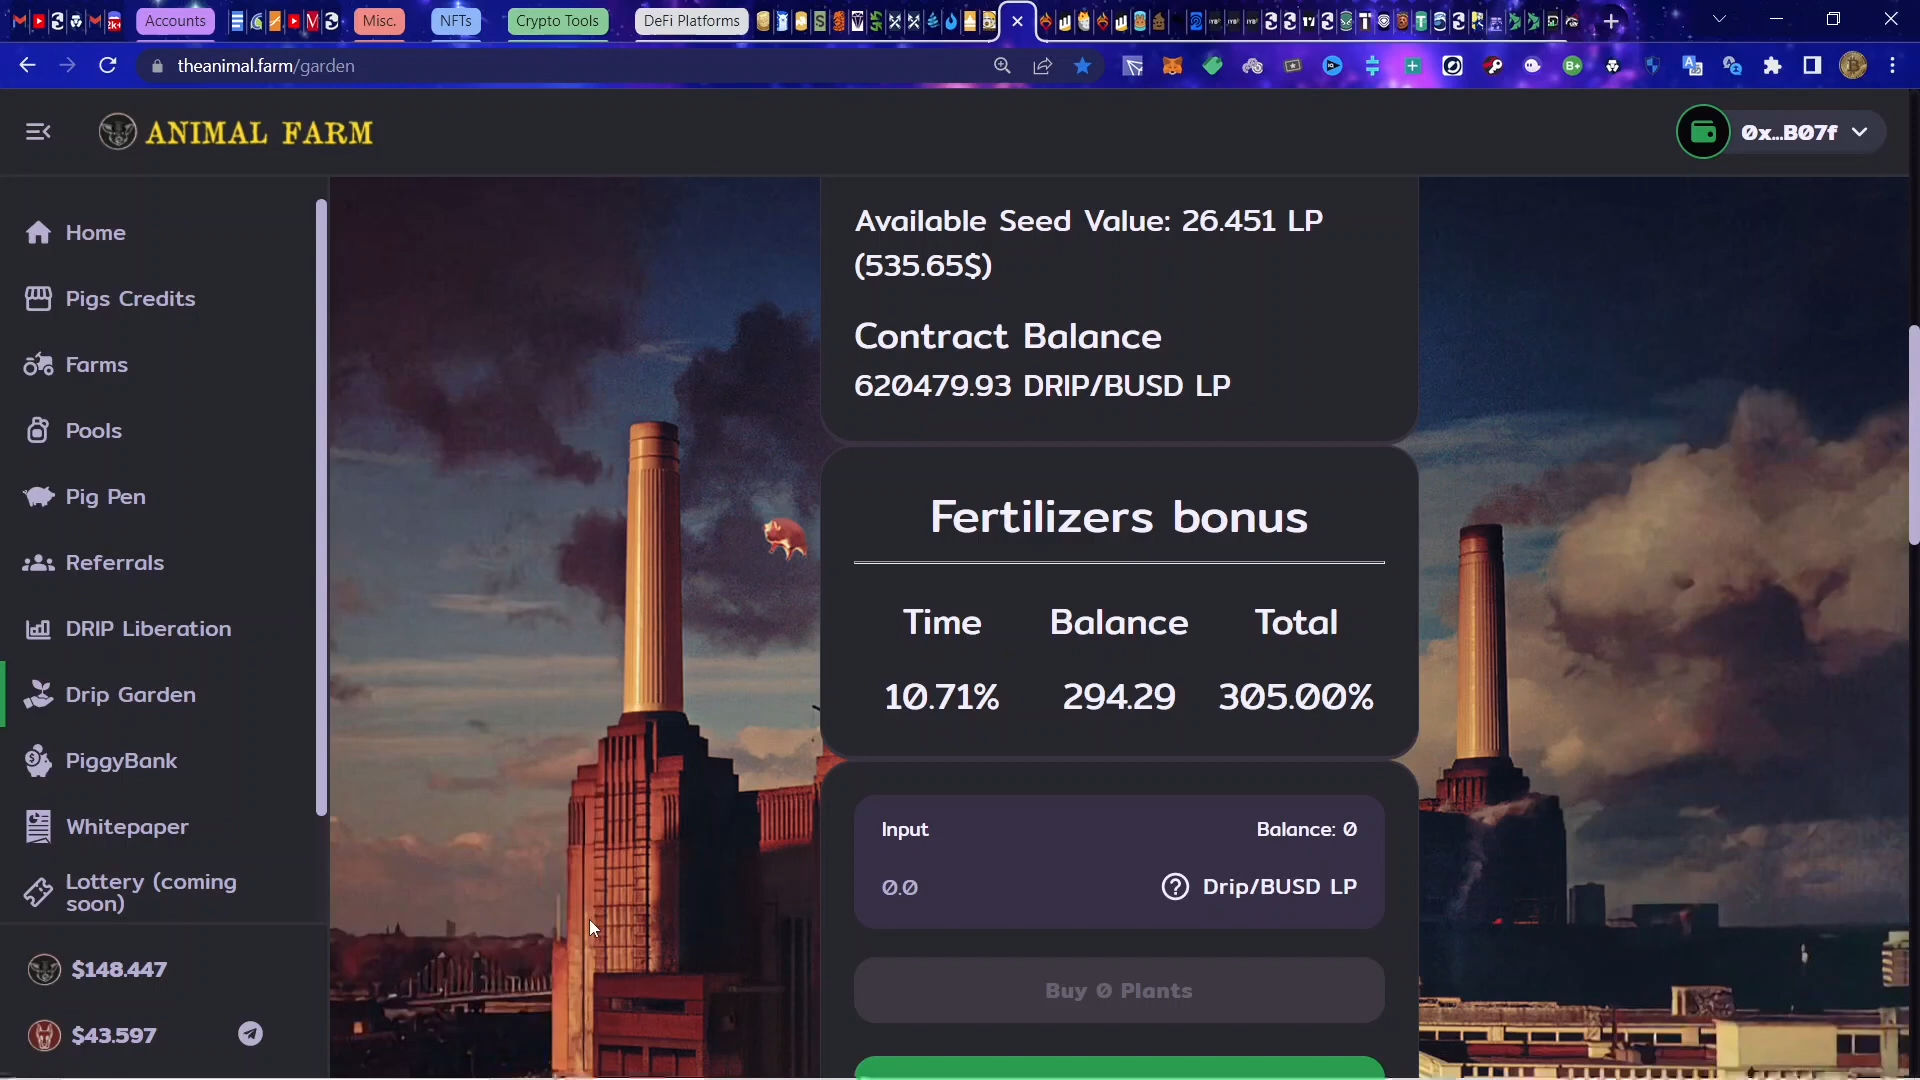 Accounts
Misc.
NFTs
Crypto Tools
DeFi Platforms
theanimal.farm/garden
ANIMAL FARM
0x...B07f
Home
Pigs Credits
Farms
Pools
Pig Pen
Referrals
DRIP Liberation
Drip Garden
PiggyBank
Whitepaper
Lottery (coming
soon)
$148.447
$43.597
Available Seed Value: 26.451 LP
(535.65$)
Contract Balance
620479.93 DRIP/BUSD LP
Fertilizers bonus
Time Balance Total
10.71% 294.29 305.00%
Input Balance: 0
0.0 Drip/BUSD LP
Buy 0 Plants